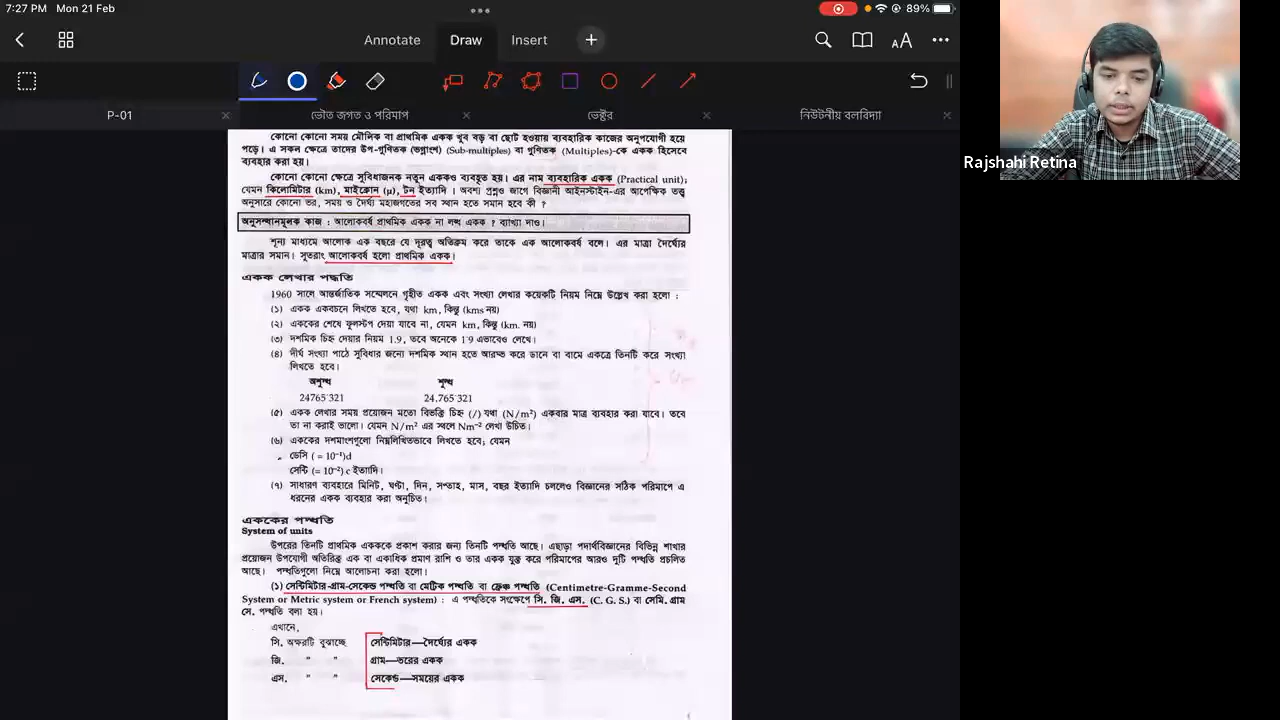 7:27 PM Mon 21 Feb
89%
Annotate Draw Insert
AA
P-01 ভৌত জগত ও পরিমাপ ভেক্টর নিউটনীয় বলবিদ্যা
Rajshahi Retina
কোনো কোনো সময় মৌলিক বা প্রাথমিক একক খুব বড় বা ছোট হওয়ায় ব্যবহারিক কাজের অনুপযোগী হয়ে
পড়ে। এ সকল ক্ষেত্রে তাদের উপ-গুণিতক (ভগ্নাংশ) (Sub-multiples) বা গুণিতক (Multiples)-কে একক হিসেবে
ব্যবহার করা হয়।
কোনো কোনো ক্ষেত্রে সুবিধাজনক নতুন এককও ব্যবহৃত হয়। এর নাম ব্যবহারিক একক (Practical unit);
যেমন কিলোমিটার (km), মাইক্রোন (μ), টন ইত্যাদি। অবশ্য প্রশ্নও জাগে বিজ্ঞানী আইনস্টাইন-এর আপেক্ষিক তত্ত্ব
অনুসারে কোনো ভর, সময় ও দৈর্ঘ্য মহাজগতের সব স্থান হতে সমান হবে কী ?
অনুসন্ধানমূলক কাজ : আলোকবর্ষ প্রাথমিক একক না লব্ধ একক ? ব্যাখ্যা দাও।
শূন্য মাধ্যমে আলোক এক বছরে যে দূরত্ব অতিক্রম করে তাকে এক আলোকবর্ষ বলে। এর মাত্রা দৈর্ঘ্যের
মাত্রার সমান। সুতরাং আলোকবর্ষ হলো প্রাথমিক একক।
একক লেখার পদ্ধতি
1960 সালে আন্তর্জাতিক সম্মেলনে গৃহীত একক এবং সংখ্যা লেখার কয়েকটি নিয়ম নিম্নে উল্লেখ করা হলো :
(১) একক একবচনে লিখতে হবে, যথা km, কিন্তু (kms নয়)
(২) এককের শেষে ফুলস্টপ দেয়া যাবে না, যেমন km, কিন্তু (km. নয়)
(৩) দশমিক চিহ্ন দেয়ার নিয়ম 1.9, তবে অনেকে 1˙9 এভাবেও লেখে।
(৪) দীর্ঘ সংখ্যা পাঠে সুবিধার জন্যে দশমিক স্থান হতে আরম্ভ করে ডানে বা বামে একত্রে তিনটি করে সংখ্যা
লিখতে হবে।
অশুদ্ধ শুদ্ধ
24765˙321 24,765˙321
(৫) একক লেখার সময় প্রয়োজন মতো বিভক্তি চিহ্ন (/) যথা (N/m²) একবার মাত্র ব্যবহার করা যাবে। তবে
তা না করাই ভালো। যেমন N/m² এর স্থলে Nm⁻² লেখা উচিত।
(৬) এককের দশমাংশগুলো নিম্নলিখিতভাবে লিখতে হবে; যেমন
ডেসি ( = 10⁻¹)d
সেন্টি (= 10⁻²) c ইত্যাদি।
(৭) সাধারণ ব্যবহারে মিনিট, ঘণ্টা, দিন, সপ্তাহ, মাস, বছর ইত্যাদি চললেও বিজ্ঞানের সঠিক পরিমাপে এ
ধরনের একক ব্যবহার করা অনুচিত।
এককের পদ্ধতি
System of units
উপরের তিনটি প্রাথমিক একককে প্রকাশ করার জন্য তিনটি পদ্ধতি আছে। এছাড়া পদার্থবিজ্ঞানের বিভিন্ন শাখার
প্রয়োজন উপযোগী অতিরিক্ত এক বা একাধিক প্রমাণ রাশি ও তার একক যুক্ত করে পরিমাপের আরও দুটি পদ্ধতি প্রচলিত
আছে। পদ্ধতিগুলো নিম্নে আলোচনা করা হলো।
(১) সেন্টিমিটার-গ্রাম-সেকেন্ড পদ্ধতি বা মেট্রিক পদ্ধতি বা ফ্রেঞ্চ পদ্ধতি (Centimetre-Gramme-Second
System or Metric system or French system) : এ পদ্ধতিকে সংক্ষেপে সি. জি. এস. (C. G. S.) বা সেমি. গ্রাম
সে. পদ্ধতি বলা হয়।
এখানে,
সি. অক্ষরটি বুঝাচ্ছে সেন্টিমিটার—দৈর্ঘ্যের একক
জি. " " গ্রাম—ভরের একক
এস. " " সেকেন্ড—সময়ের একক